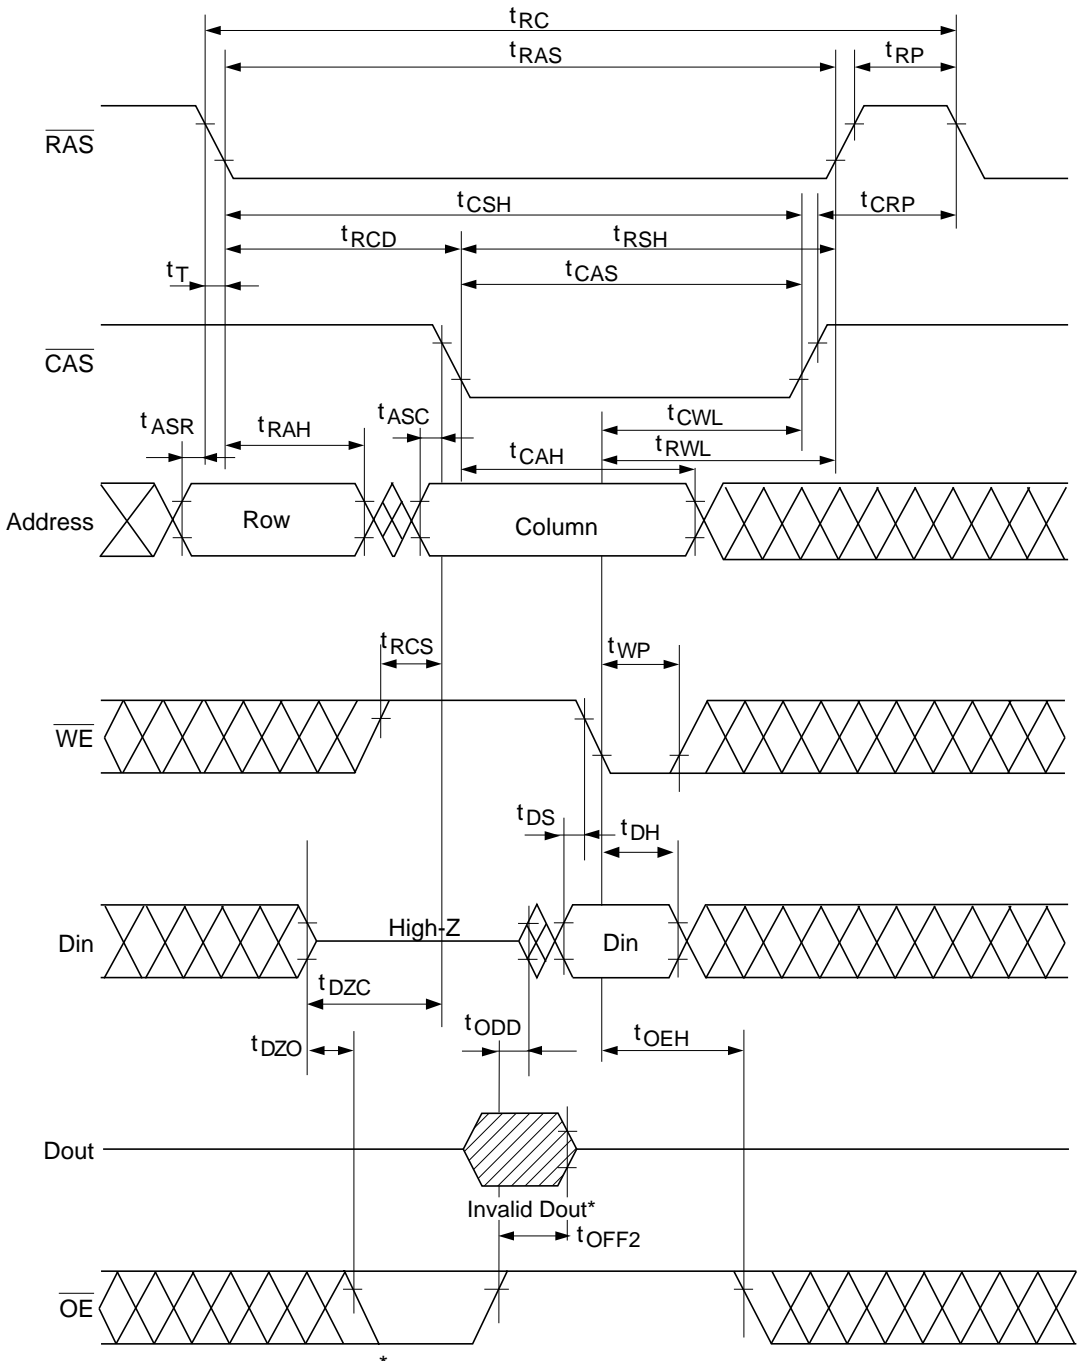 tRC
tRAS
tRP
RAS
tCSH
tCRP
tRCD
tRSH
tT
tCAS
CAS
tASR
tRAH
tASC
tCWL
tRWL
tCAH
Address
Row
Column
tRCS
tWP
WE
tDS
tDH
Din
High-Z
Din
tDZC
tODD
tOEH
tDZO
Dout
Invalid Dout*
tOFF2
OE
*